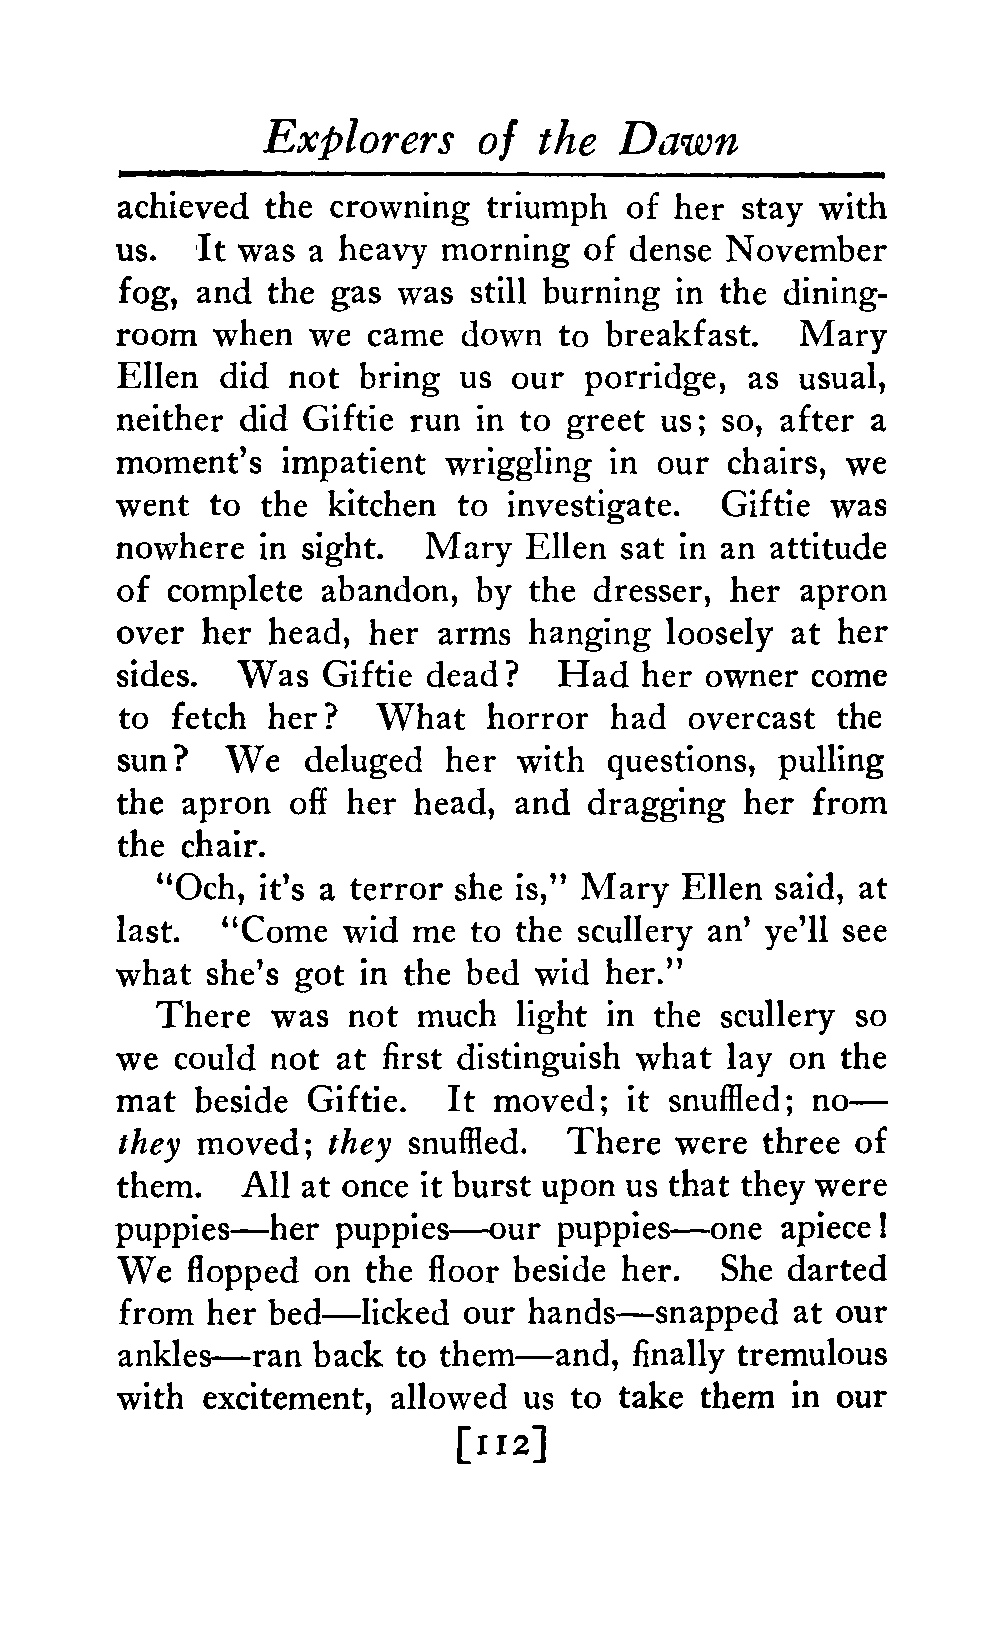 Explorers of the Dawn
achieved the crowning triumph of her stay with
us. It was a heavy morning of dense November
fog, and the gas was still burning in the dining-
room when we came down to breakfast. Mary
Ellen did not bring us our porridge, as usual,
neither did Giftie run in to greet us; so, after a
moment's impatient wriggling in our chairs, we
went to the kitchen to investigate. Giftie was
nowhere in sight. Mary Ellen sat in an attitude
of complete abandon, by the dresser, her apron
over her head, her arms hanging loosely at her
sides. Was Giftie dead? Had her owner come
to fetch her? What horror had overcast the
sun? We deluged her with questions, pulling
the apron off her head, and dragging her from
the chair.
"Och, it's a terror she is," Mary Ellen said, at
last. "Come wid me to the scullery an' ye'll see
what she's got in the bed wid her."
There was not much light in the scullery so
we could not at first distinguish what lay on the
mat beside Giftie. It moved; it snuffled; no—
they moved; they snuffled. There were three of
them. All at once it burst upon us that they were
puppies—her puppies—our puppies—one apiece!
We flopped on the floor beside her. She darted
from her bed—licked our hands—snapped at our
ankles—ran back to them—and, finally tremulous
with excitement, allowed us to take them in our
[112]